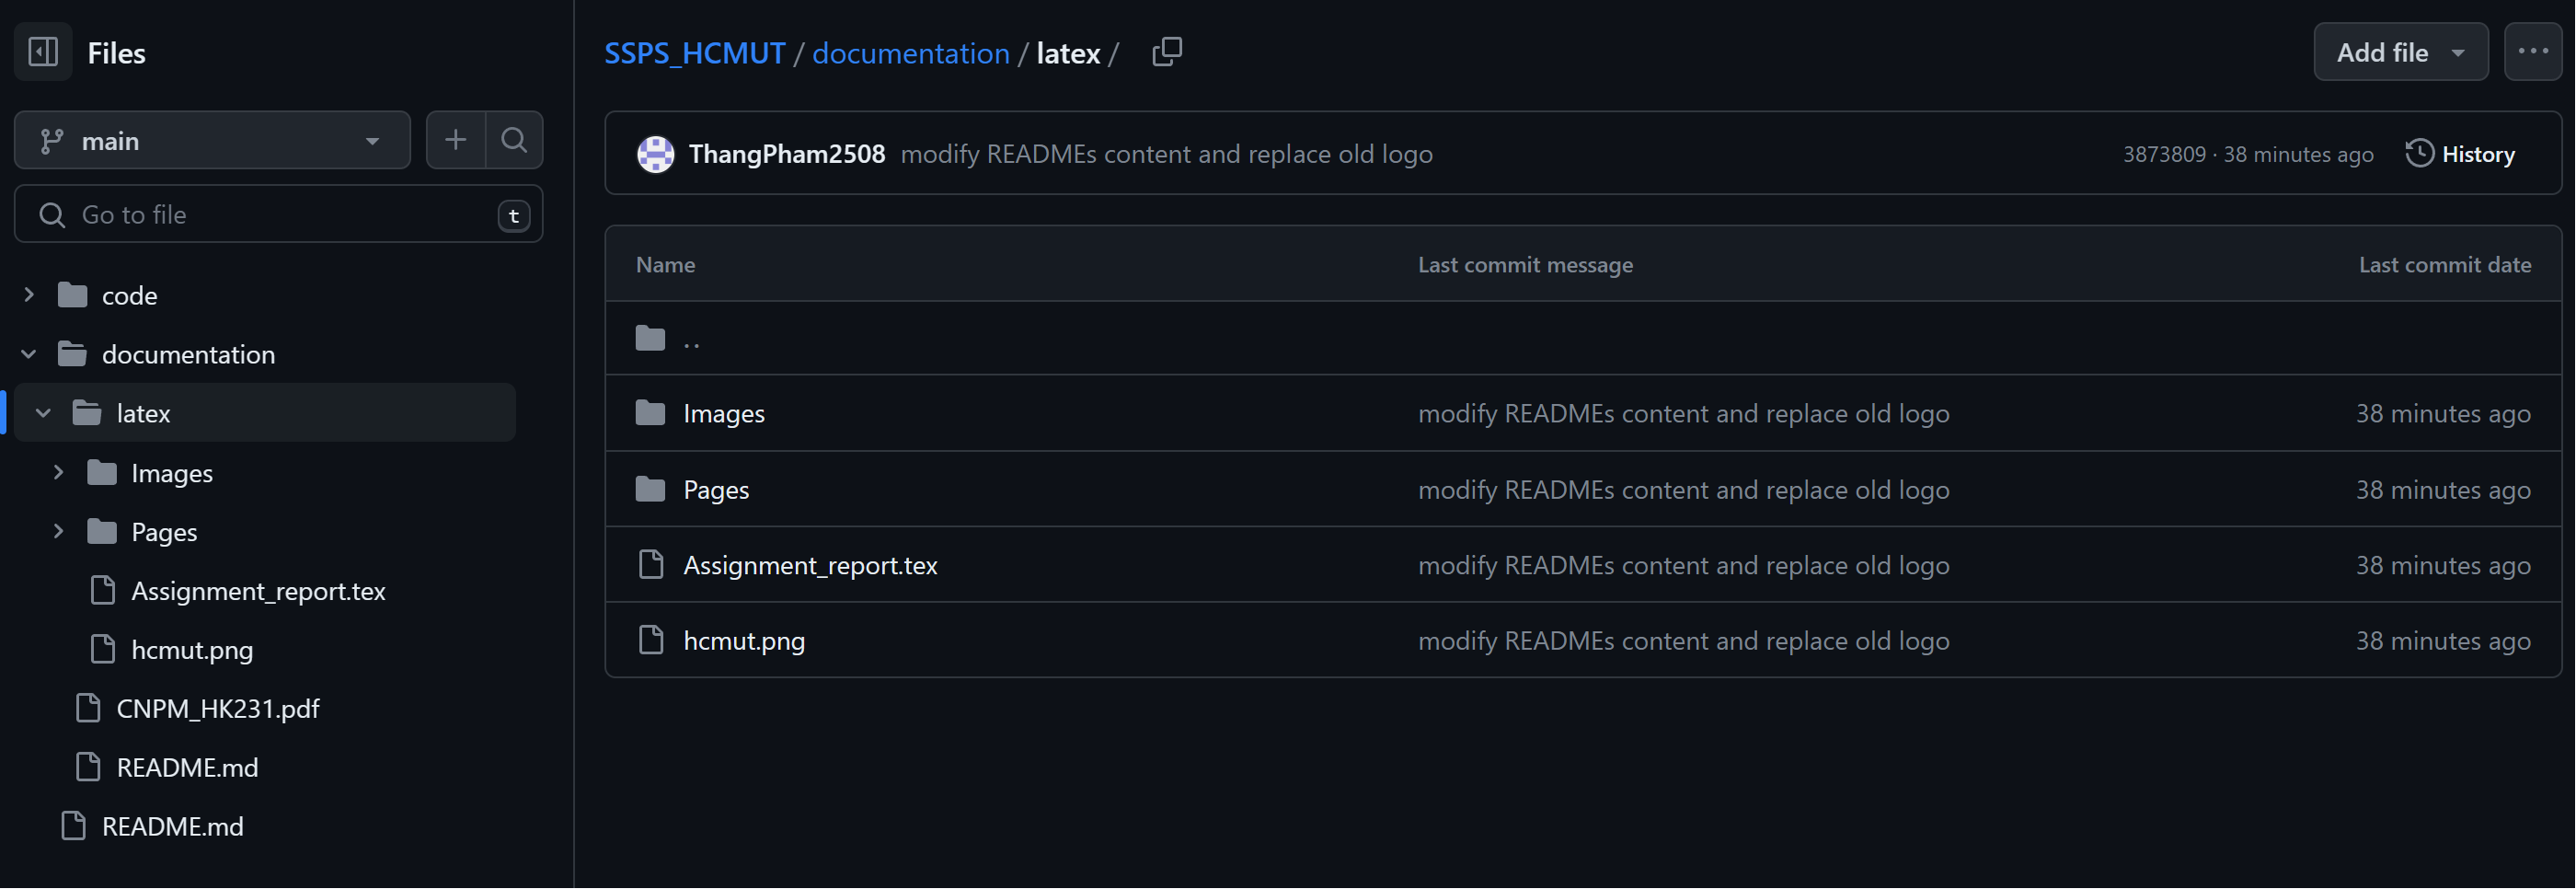 Files
main
Go to file
t
code
documentation
latex
Images
Pages
Assignment_report.tex
hcmut.png
CNPM_HK231.pdf
README.md
README.md
SSPS_HCMUT / documentation / latex /
Add file
ThangPham2508 modify READMEs content and replace old logo
3873809 · 38 minutes ago
History
Name Last commit message Last commit date
..
Images modify READMEs content and replace old logo 38 minutes ago
Pages modify READMEs content and replace old logo 38 minutes ago
Assignment_report.tex modify READMEs content and replace old logo 38 minutes ago
hcmut.png modify READMEs content and replace old logo 38 minutes ago